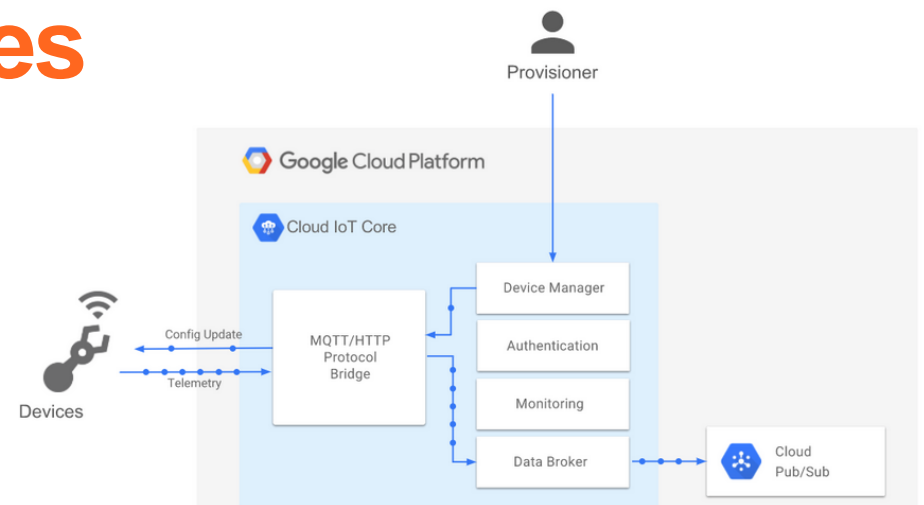 es
Provisioner
Google Cloud Platform
Cloud IoT Core
Device Manager
Config Update
MQTT/HTTP
Protocol
Bridge
Authentication
Telemetry
Devices
Monitoring
Data Broker
Cloud
Pub/Sub